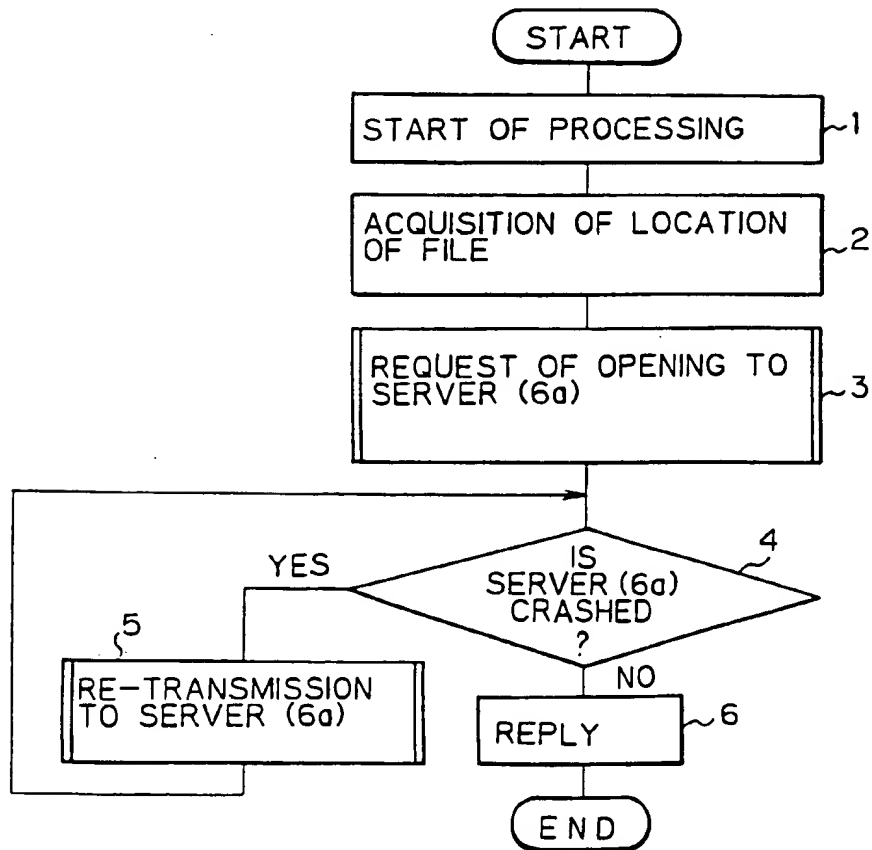 START
START OF PROCESSING
1
ACQUISITION OF LOCATION
OF FILE
2
REQUEST OF OPENING TO
SERVER (6a)
3
IS
SERVER (6a)
CRASHED
?
4
YES
NO
5
RE-TRANSMISSION
TO SERVER (6a)
REPLY
6
END